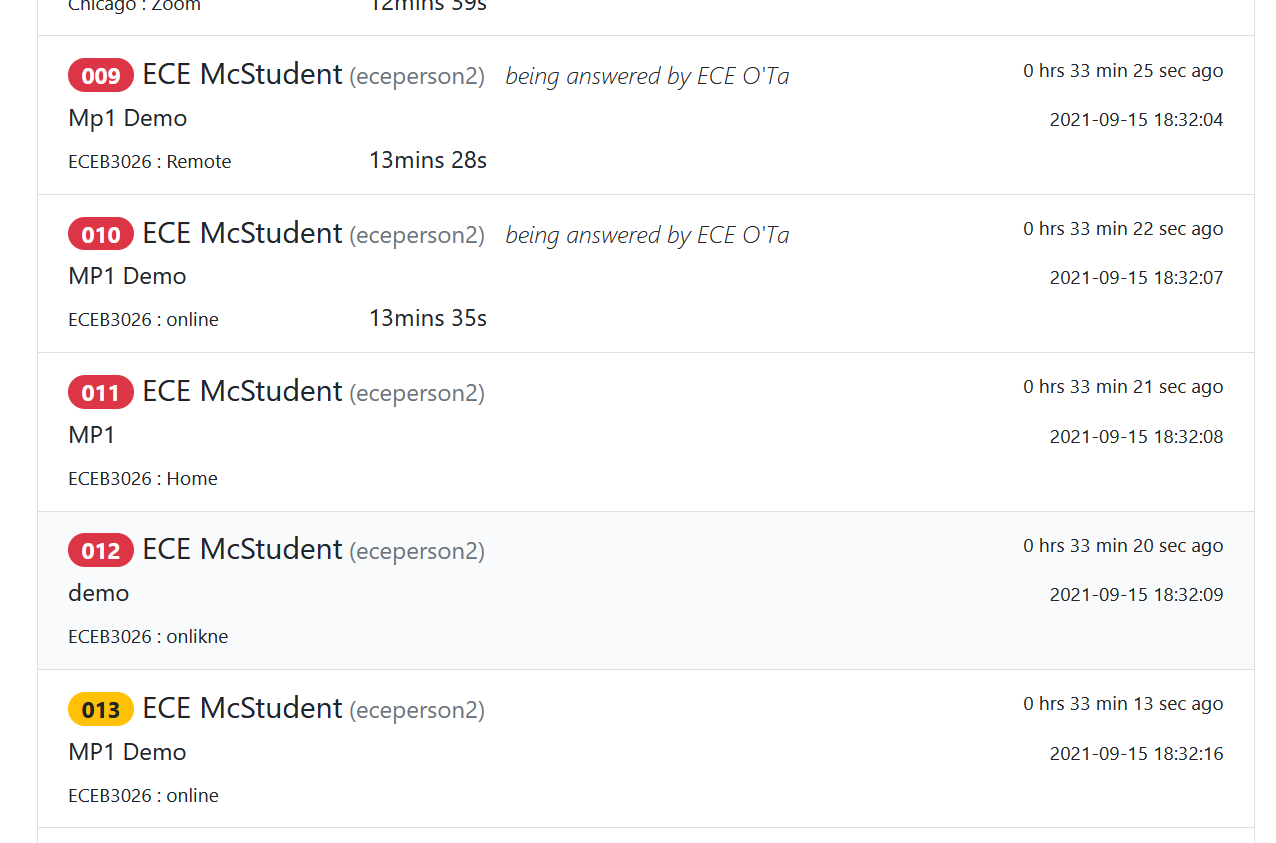 Chicago : Zoom 12mins 39s
009 ECE McStudent (eceperson2) being answered by ECE O'Ta 0 hrs 33 min 25 sec ago
Mp1 Demo 2021-09-15 18:32:04
ECEB3026 : Remote 13mins 28s
010 ECE McStudent (eceperson2) being answered by ECE O'Ta 0 hrs 33 min 22 sec ago
MP1 Demo 2021-09-15 18:32:07
ECEB3026 : online 13mins 35s
011 ECE McStudent (eceperson2) 0 hrs 33 min 21 sec ago
MP1 2021-09-15 18:32:08
ECEB3026 : Home
012 ECE McStudent (eceperson2) 0 hrs 33 min 20 sec ago
demo 2021-09-15 18:32:09
ECEB3026 : onlikne
013 ECE McStudent (eceperson2) 0 hrs 33 min 13 sec ago
MP1 Demo 2021-09-15 18:32:16
ECEB3026 : online